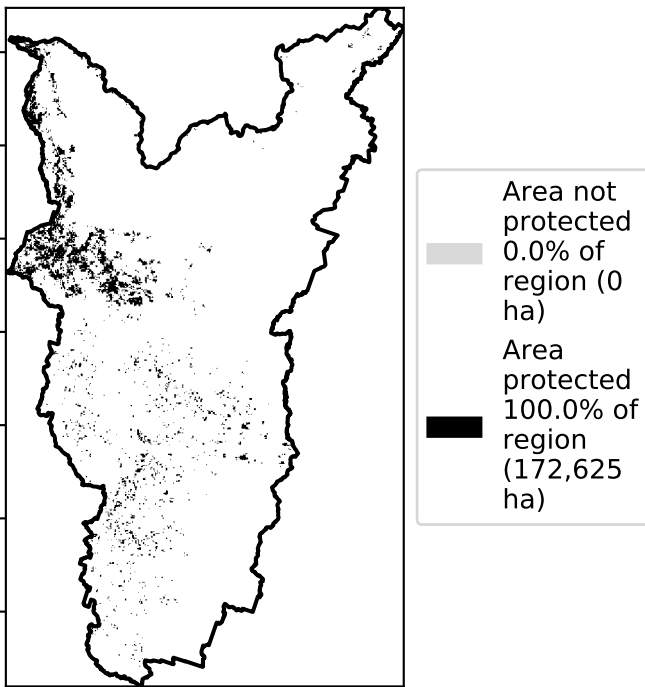 Area not
protected
0.0% of
region (0
ha)
Area
protected
100.0% of
region
(172,625
ha)